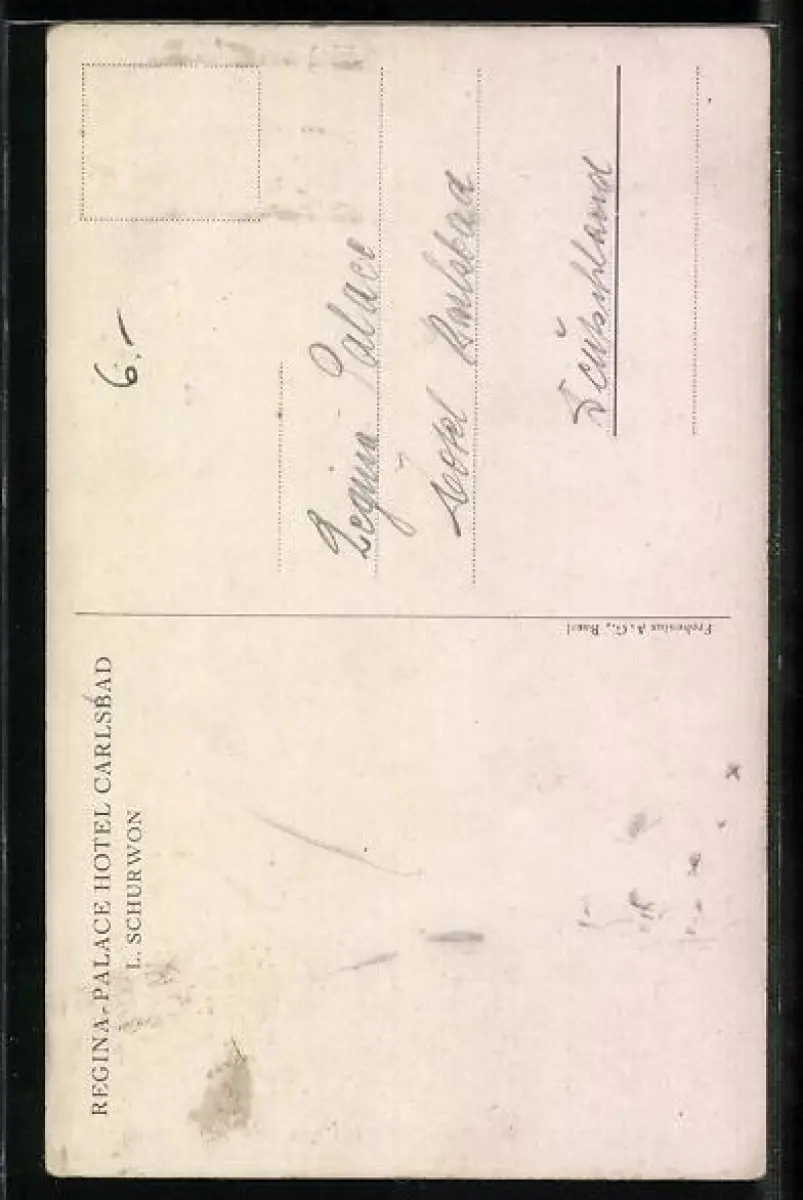 REGINA-PALACE HOTEL CARLSBAD
L. SCHURWON
Frobenius A.G., Basel
6.-
Regina Palace
Hotel Karlsbad
Deutschland